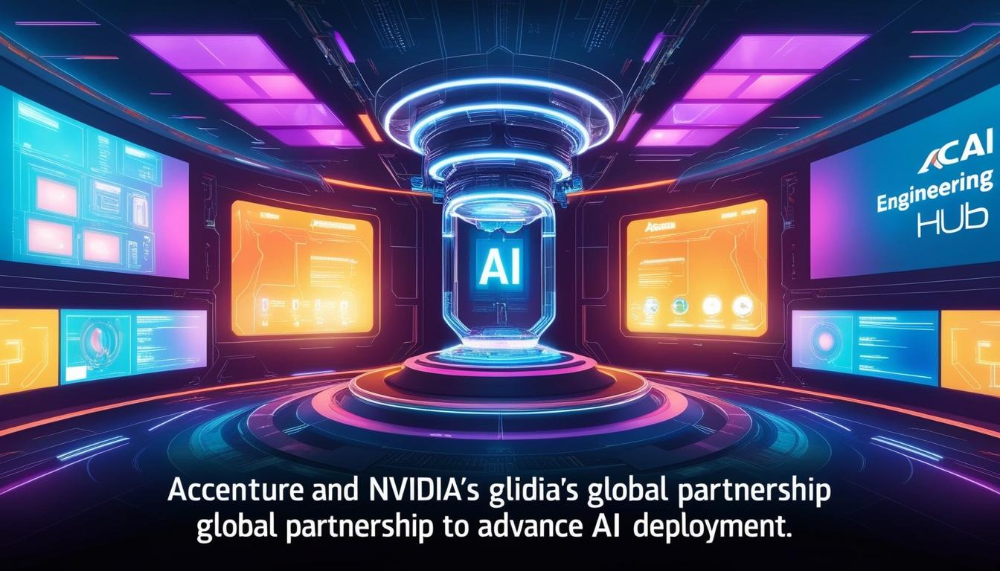 ACAI
Engineering
HUb
AI
Accenture and NVIDIA's glidia's global partnership
global partnership to advance AI deployment.